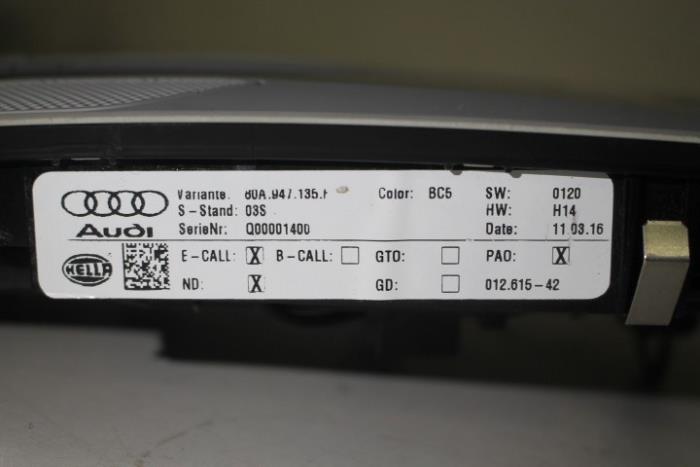 Variante: 80A.947.135. Color: BC5 SW: 0120
S-Stand: 03S HW: H14
Audi SerieNr: Q00001400 Date: 11.03.16
HELLA E-CALL: X B-CALL: GTO: PAO: X
ND: X GD: 012.615-42